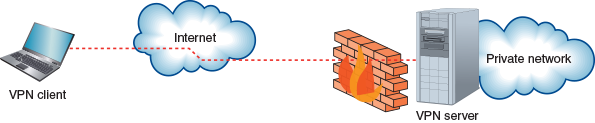 Internet
Private network
VPN client
VPN server